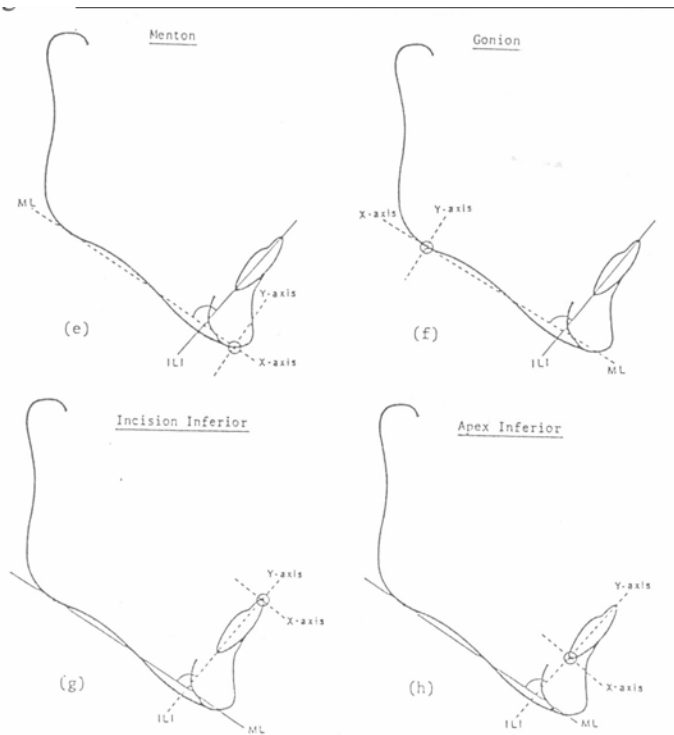 Menton
ML
Y-axis
(e)
ILI
X-axis
Gonion
X-axis
Y-axis
(f)
ILI
ML
Incision Inferior
Y-axis
X-axis
(g)
ILI
ML
Apex Inferior
Y-axis
X-axis
(h)
ILI
ML